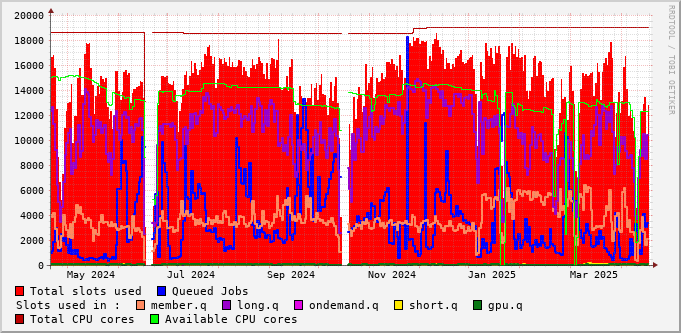 20000
18000
16000
14000
12000
10000
8000
6000
4000
2000
0
May 2024 Jul 2024 Sep 2024 Nov 2024 Jan 2025 Mar 2025
RRDTOOL / TOBI OETIKER
Total slots used Queued Jobs
Slots used in : member.q long.q ondemand.q short.q gpu.q
Total CPU cores Available CPU cores